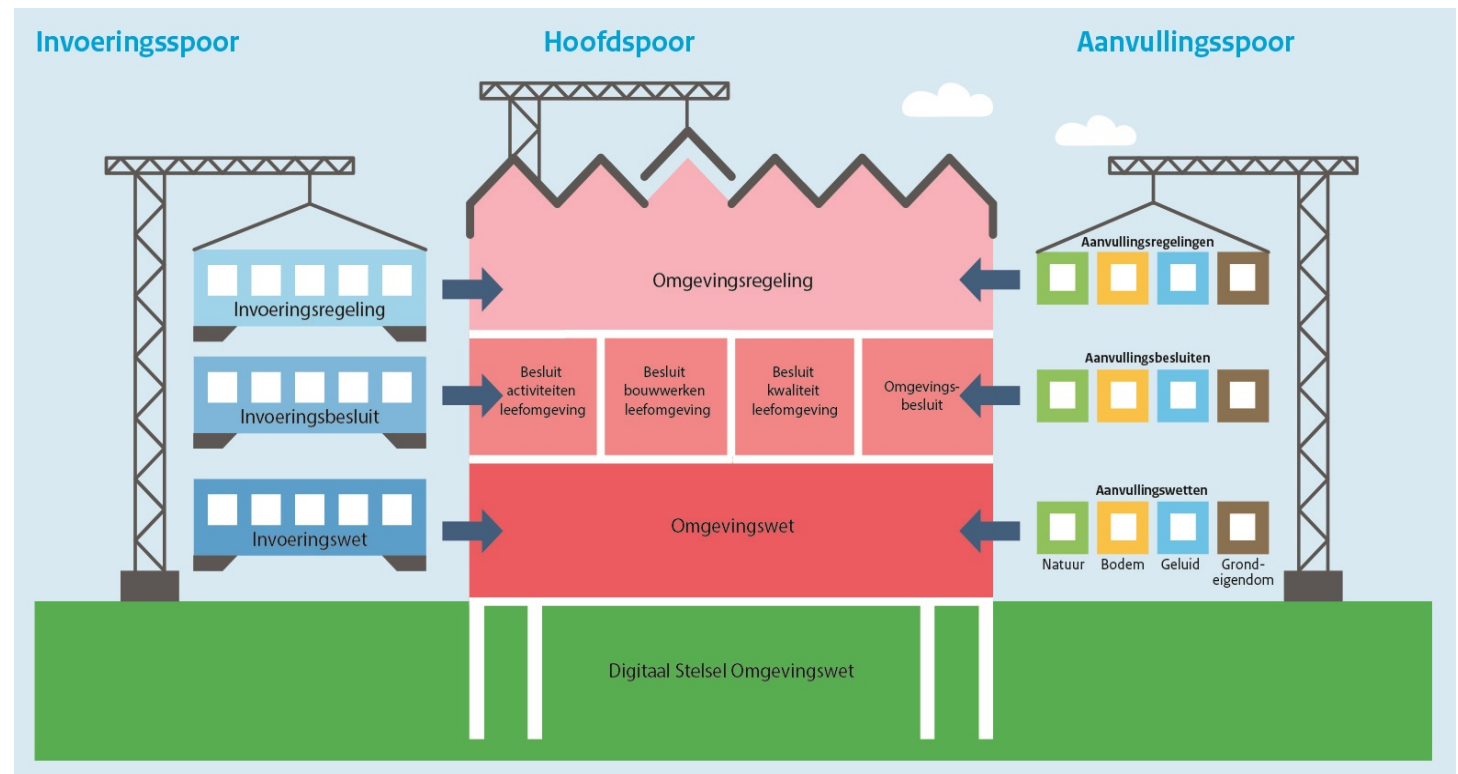 Invoeringsspoor
Hoofdspoor
Aanvullingsspoor
Invoeringsregeling
Invoeringsbesluit
Invoeringswet
Omgevingsregeling
Besluit
activiteiten
leefomgeving
Besluit
bouwwerken
leefomgeving
Besluit
kwaliteit
leefomgeving
Omgevings-
besluit
Omgevingswet
Digitaal Stelsel Omgevingswet
Aanvullingsregelingen
Aanvullingsbesluiten
Aanvullingswetten
Natuur
Bodem
Geluid
Grond-
eigendom